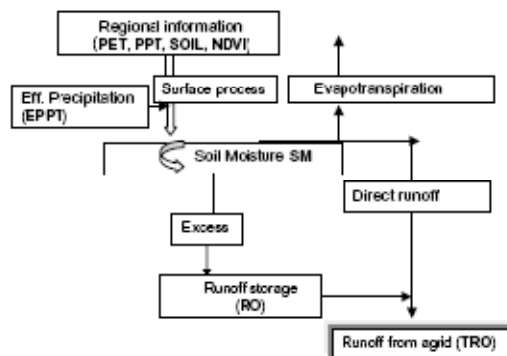 Regional information
(PET, PPT, SOIL, NDVI)
Surface process
Evapotranspiration
Eff. Precipitation
(EPPT)
Soil Moisture SM
Direct runoff
Excess
Runoff storage
(RO)
Runoff from agrid (TRO)